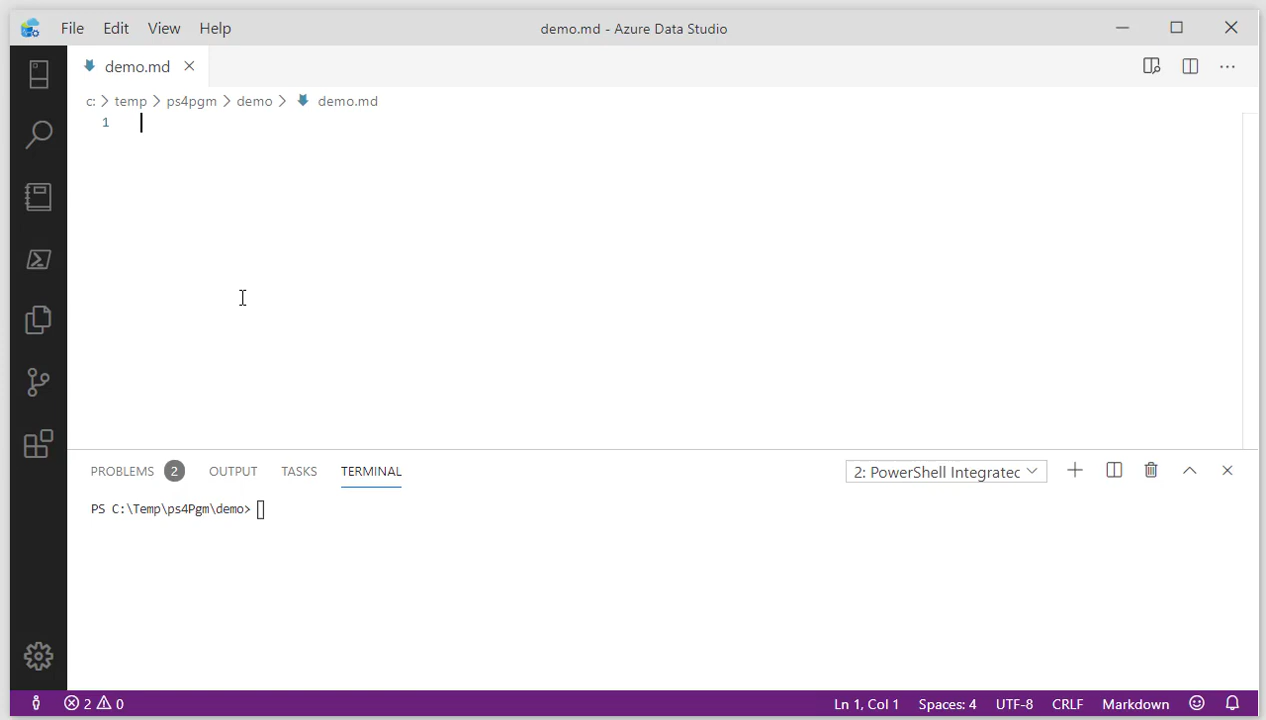 File Edit View Help demo.md - Azure Data Studio
demo.md
c: > temp > ps4pgm > demo > demo.md
1
PROBLEMS 2 OUTPUT TASKS TERMINAL 2: PowerShell Integratec
PS C:\Temp\ps4Pgm\demo>
2 0 Ln 1, Col 1 Spaces: 4 UTF-8 CRLF Markdown